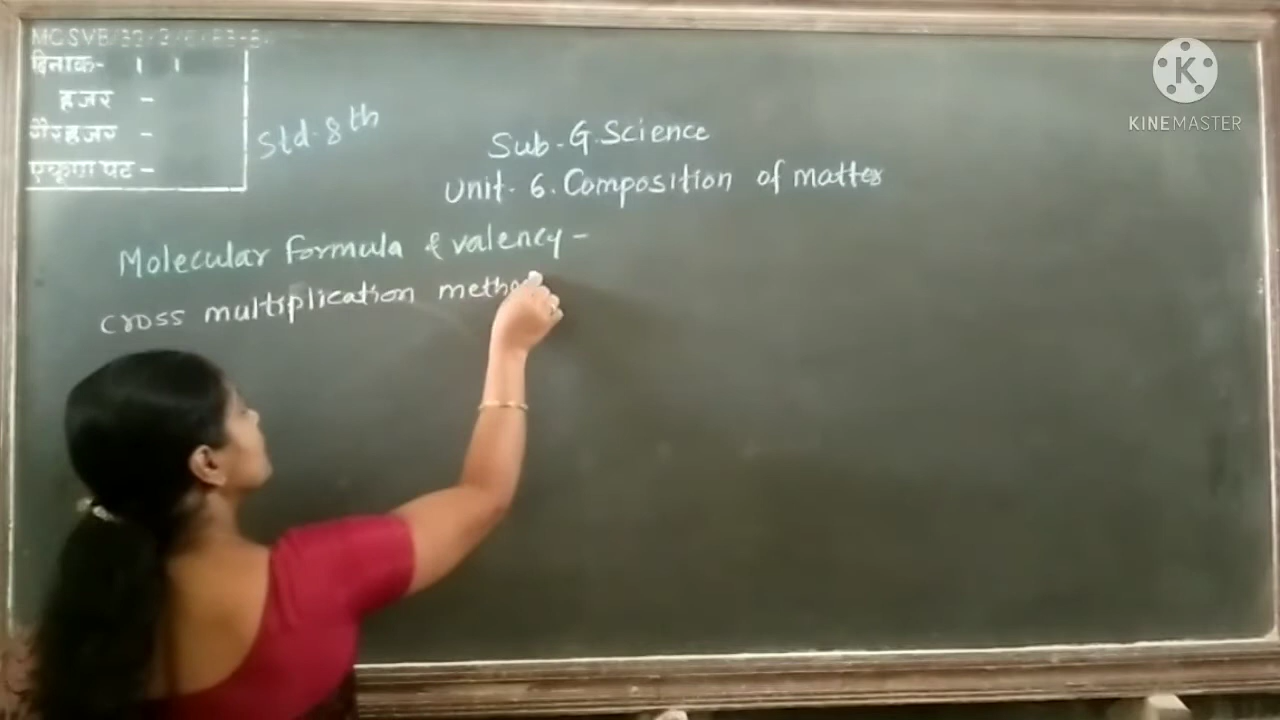 दिनांक-
हजर -
गैरहजर -
एकूण पट -
Std. 8th
Sub - G. Science
Unit - 6. Composition of matter
Molecular Formula & valency -
cross multiplication
K
KINEMASTER